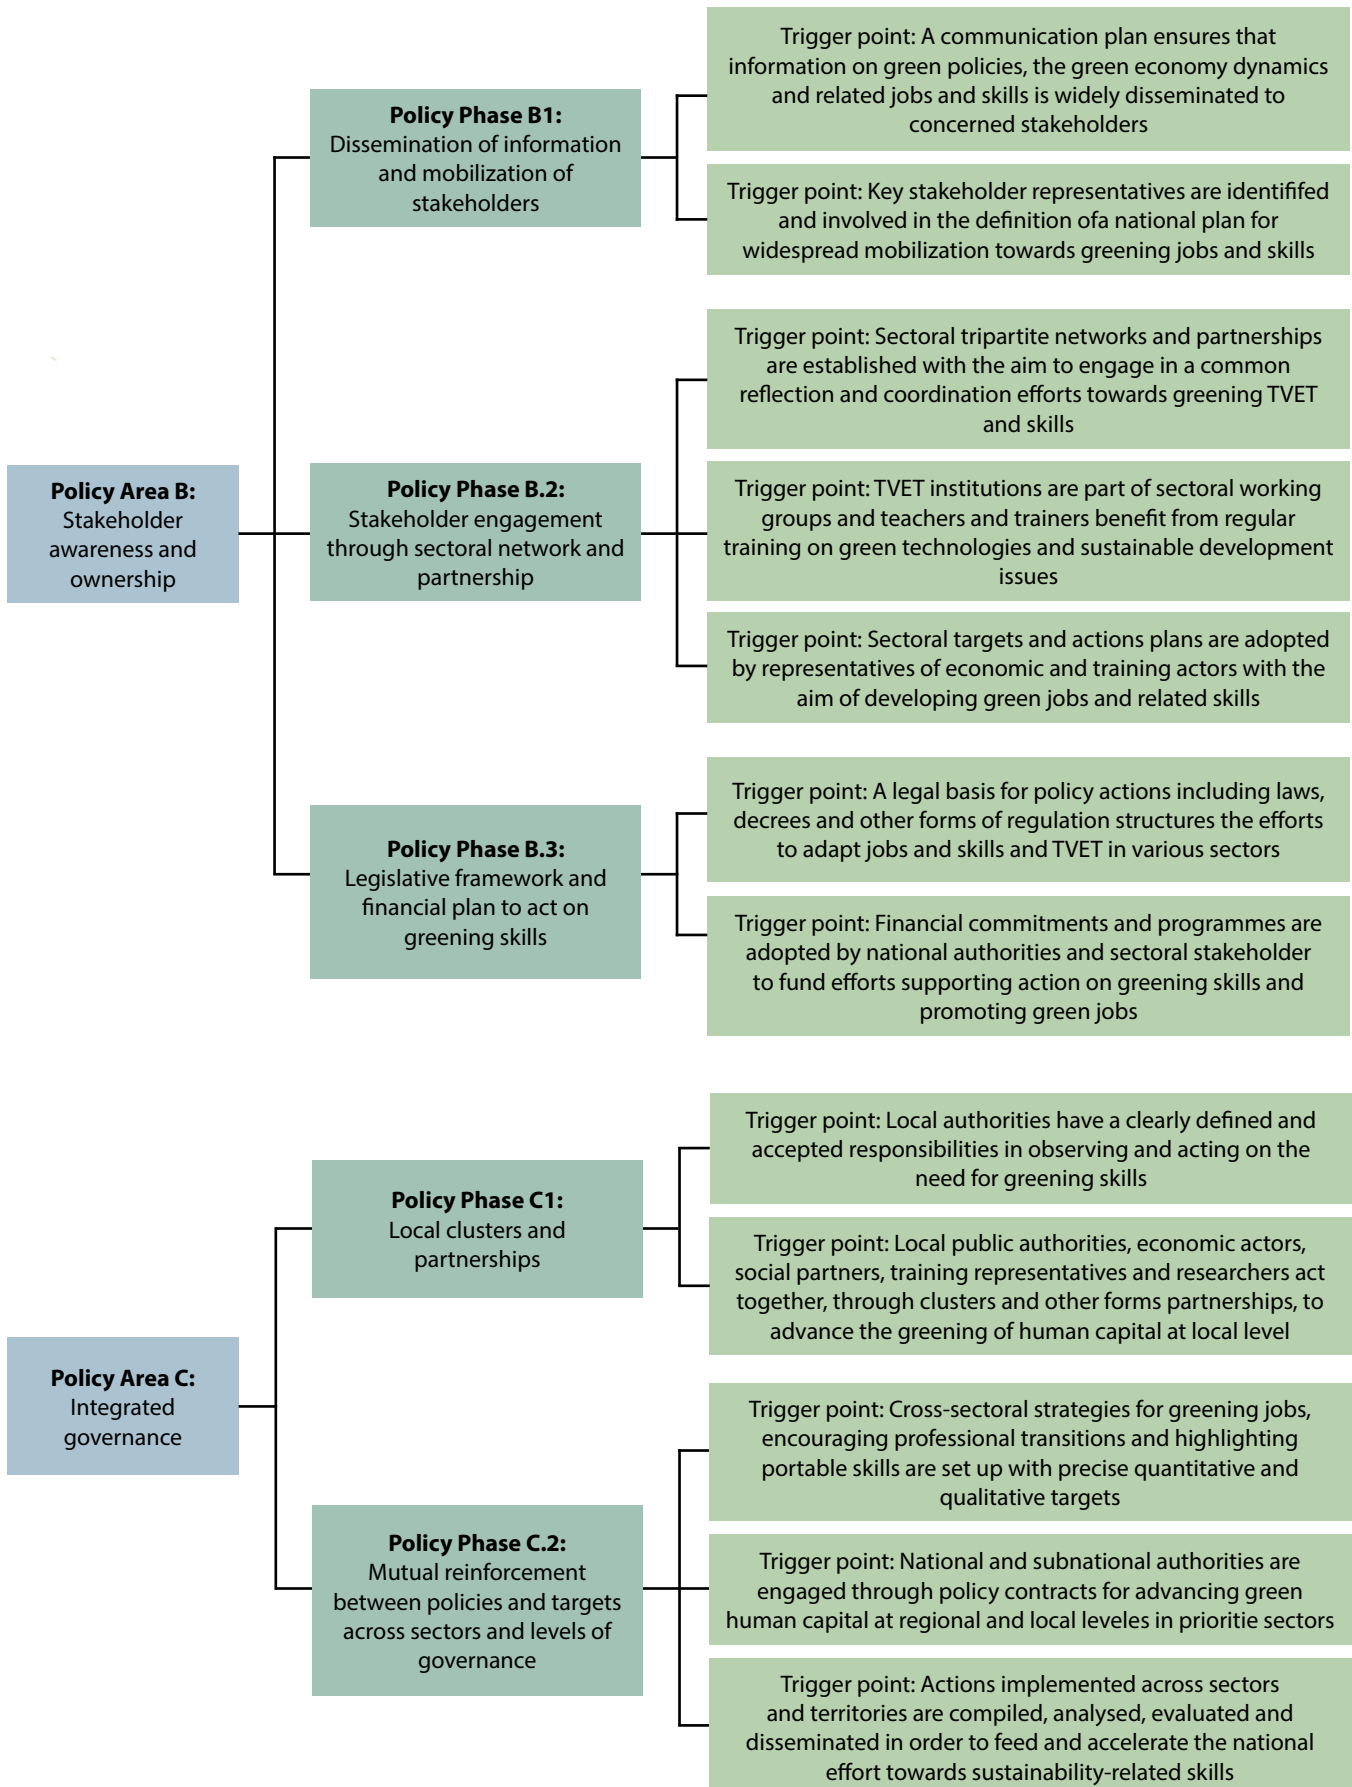 Policy Area B:
Stakeholder
awareness and
ownership
Policy Phase B1:
Dissemination of information
and mobilization of
stakeholders
Trigger point: A communication plan ensures that
information on green policies, the green economy dynamics
and related jobs and skills is widely disseminated to
concerned stakeholders
Trigger point: Key stakeholder representatives are identififed
and involved in the definition ofa national plan for
widespread mobilization towards greening jobs and skills
Policy Phase B.2:
Stakeholder engagement
through sectoral network and
partnership
Trigger point: Sectoral tripartite networks and partnerships
are established with the aim to engage in a common
reflection and coordination efforts towards greening TVET
and skills
Trigger point: TVET institutions are part of sectoral working
groups and teachers and trainers benefit from regular
training on green technologies and sustainable development
issues
Trigger point: Sectoral targets and actions plans are adopted
by representatives of economic and training actors with the
aim of developing green jobs and related skills
Policy Phase B.3:
Legislative framework and
financial plan to act on
greening skills
Trigger point: A legal basis for policy actions including laws,
decrees and other forms of regulation structures the efforts
to adapt jobs and skills and TVET in various sectors
Trigger point: Financial commitments and programmes are
adopted by national authorities and sectoral stakeholder
to fund efforts supporting action on greening skills and
promoting green jobs
Policy Area C:
Integrated
governance
Policy Phase C1:
Local clusters and
partnerships
Trigger point: Local authorities have a clearly defined and
accepted responsibilities in observing and acting on the
need for greening skills
Trigger point: Local public authorities, economic actors,
social partners, training representatives and researchers act
together, through clusters and other forms partnerships, to
advance the greening of human capital at local level
Policy Phase C.2:
Mutual reinforcement
between policies and targets
across sectors and levels of
governance
Trigger point: Cross-sectoral strategies for greening jobs,
encouraging professional transitions and highlighting
portable skills are set up with precise quantitative and
qualitative targets
Trigger point: National and subnational authorities are
engaged through policy contracts for advancing green
human capital at regional and local leveles in prioritie sectors
Trigger point: Actions implemented across sectors
and territories are compiled, analysed, evaluated and
disseminated in order to feed and accelerate the national
effort towards sustainability-related skills